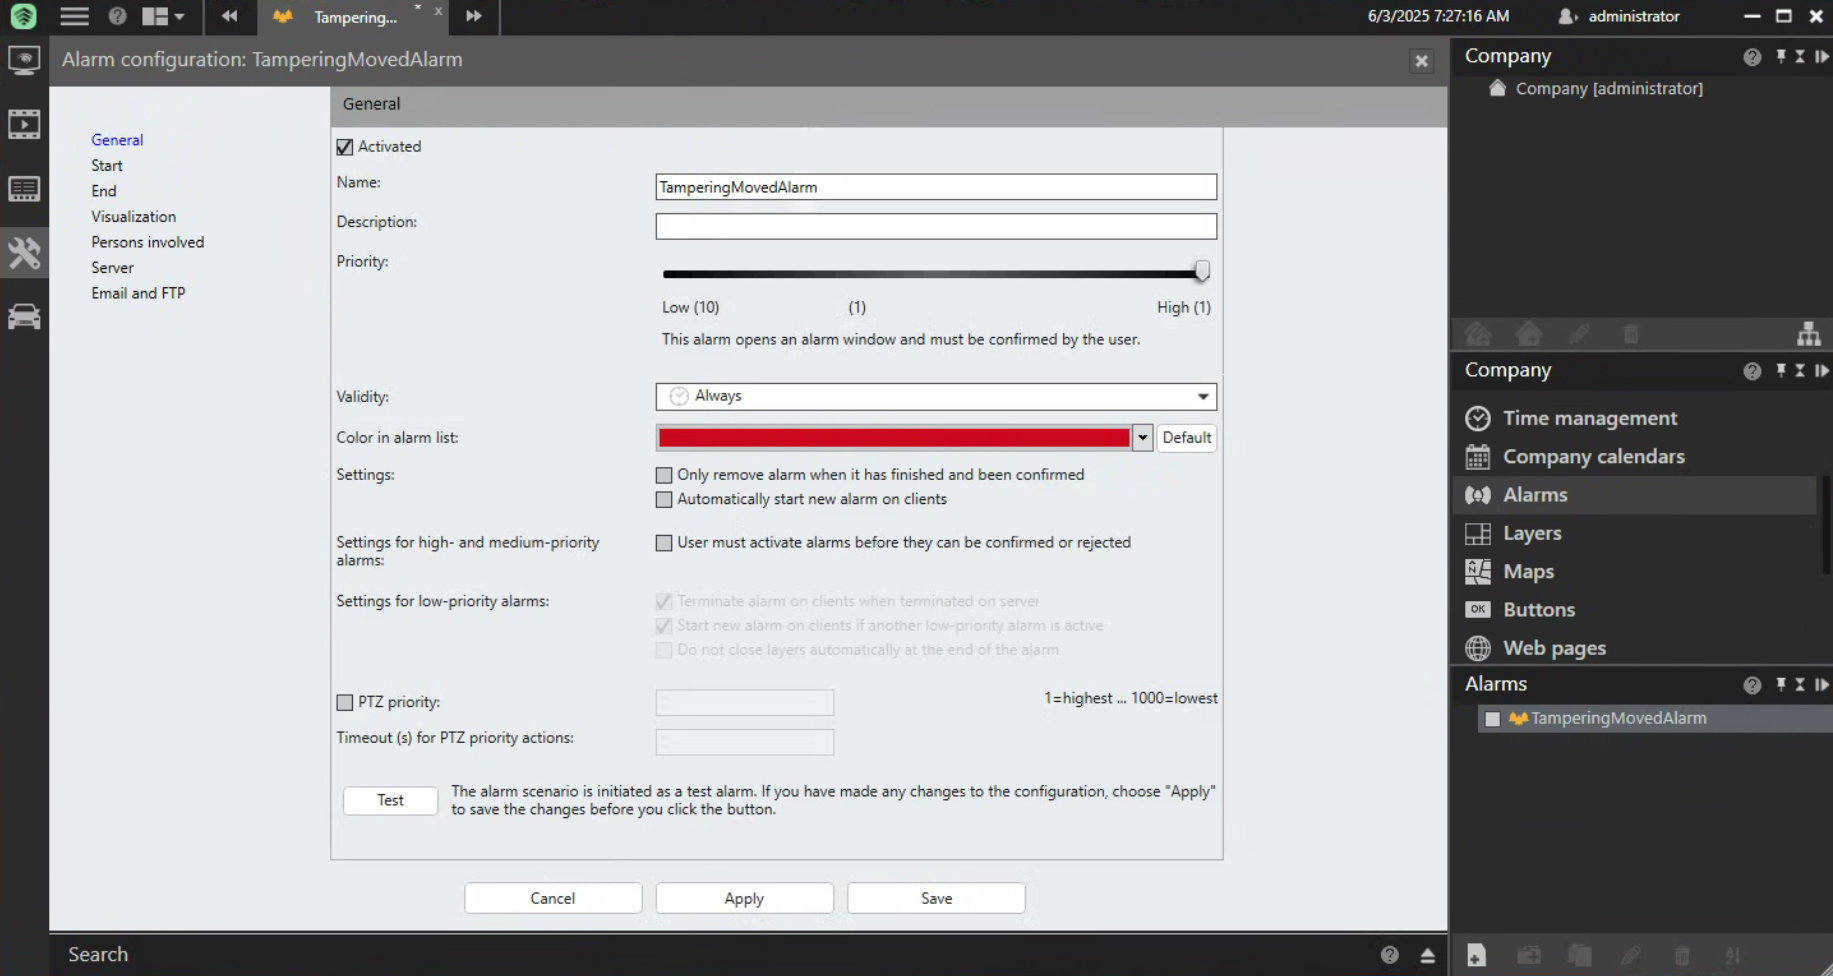 Tampering... * x
6/3/2025 7:27:16 AM
administrator
Alarm configuration: TamperingMovedAlarm
General
Start
End
Visualization
Persons involved
Server
Email and FTP
General
Activated
Name:
TamperingMovedAlarm
Description:
Priority:
Low (10)
(1)
High (1)
This alarm opens an alarm window and must be confirmed by the user.
Validity:
Always
Color in alarm list:
Default
Settings:
Only remove alarm when it has finished and been confirmed
Automatically start new alarm on clients
Settings for high- and medium-priority
alarms:
User must activate alarms before they can be confirmed or rejected
Settings for low-priority alarms:
Terminate alarm on clients when terminated on server
Start new alarm on clients if another low-priority alarm is active
Do not close layers automatically at the end of the alarm
PTZ priority:
1=highest ... 1000=lowest
Timeout (s) for PTZ priority actions:
Test
The alarm scenario is initiated as a test alarm. If you have made any changes to the configuration, choose "Apply"
to save the changes before you click the button.
Cancel
Apply
Save
Search
Company
Company [administrator]
Company
Time management
Company calendars
Alarms
Layers
Maps
OK Buttons
Web pages
Alarms
TamperingMovedAlarm